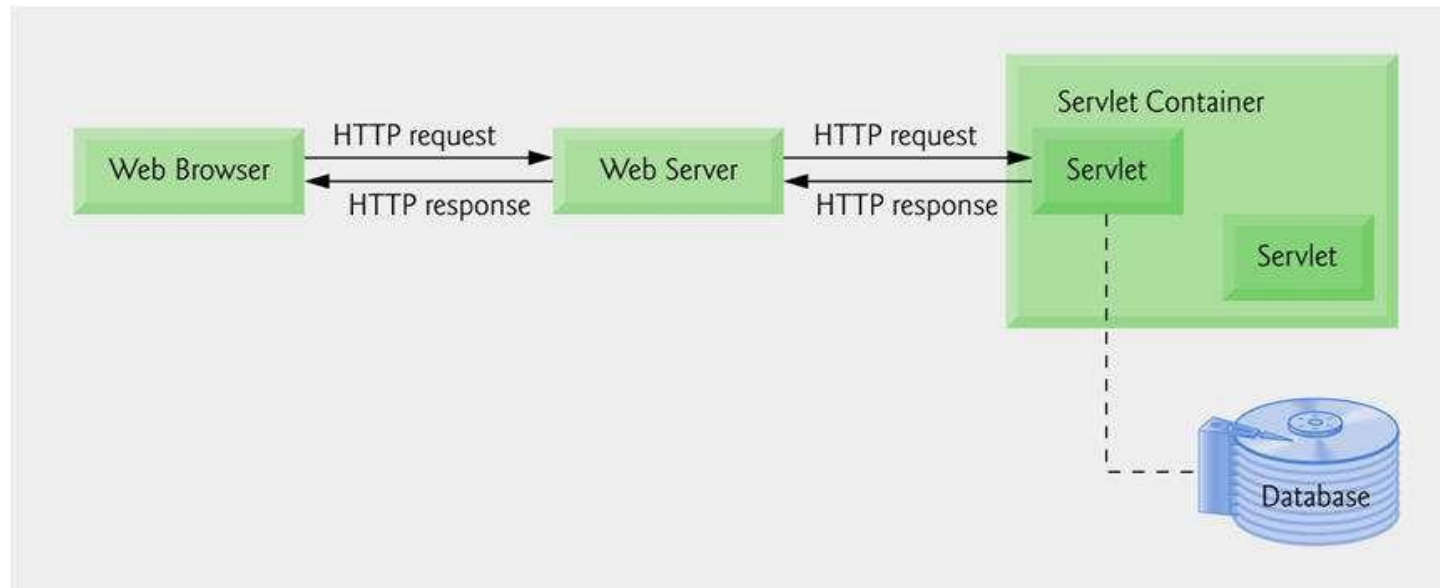 Servlet Container
HTTP request
HTTP request
Web Browser
Web Server
Servlet
HTTP response
HTTP response
Servlet
Database